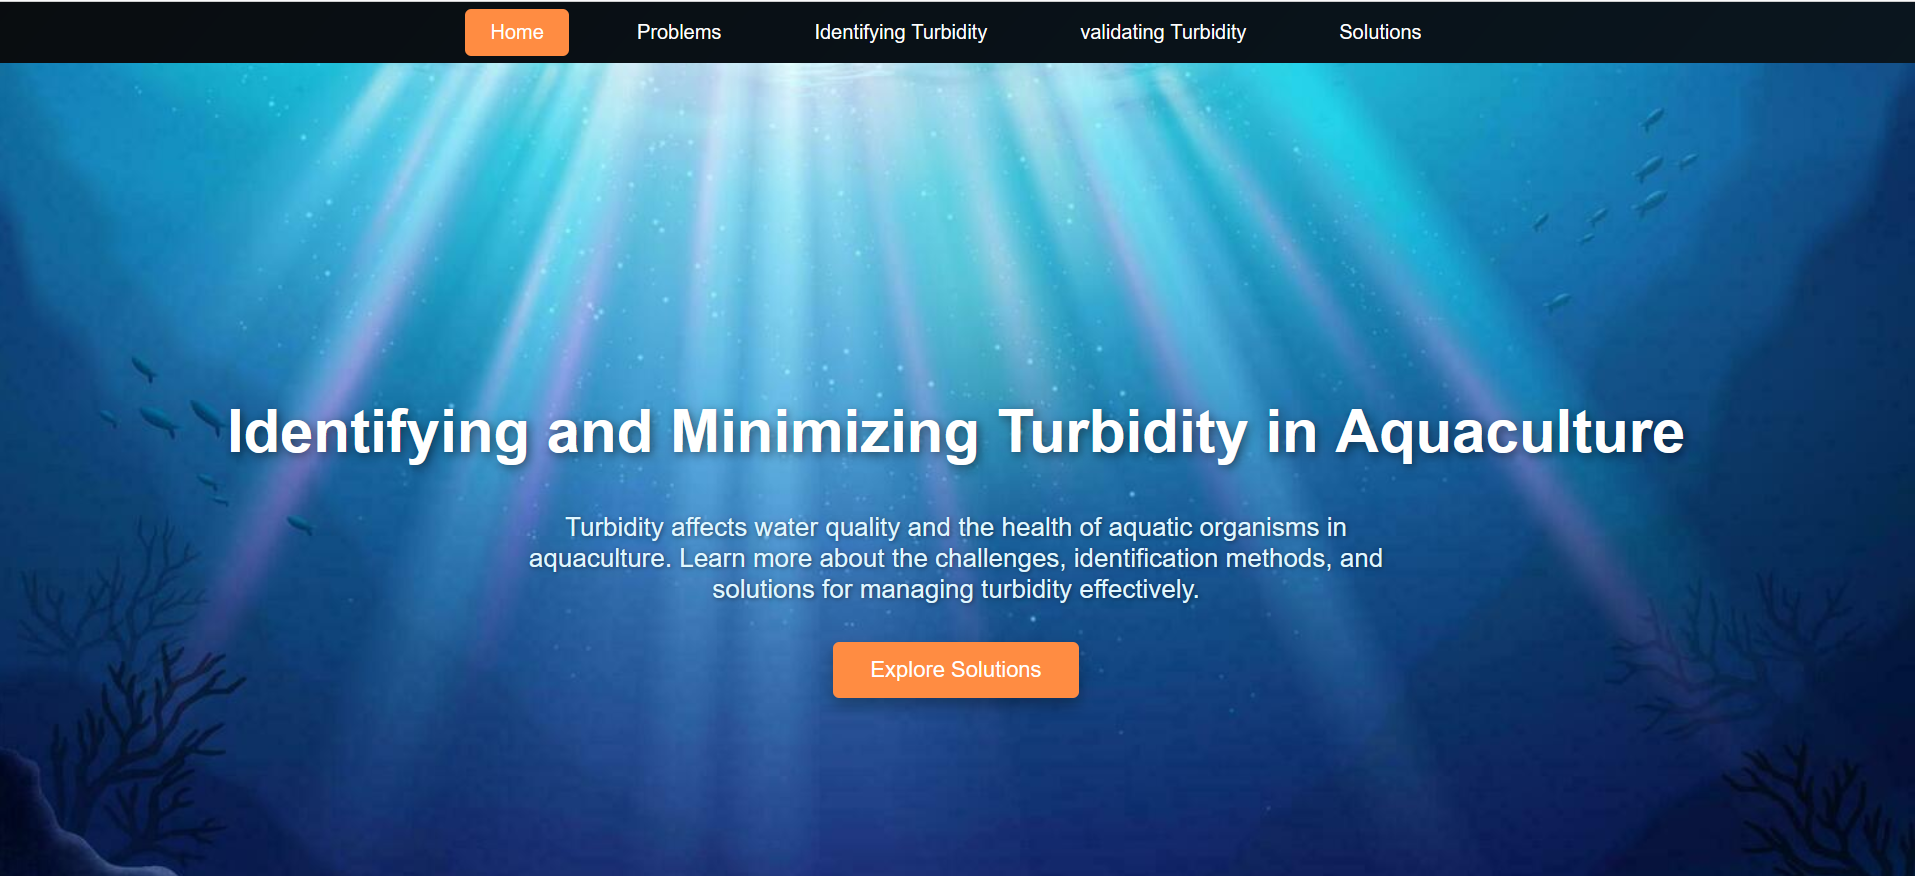 Home Problems Identifying Turbidity validating Turbidity Solutions
Identifying and Minimizing Turbidity in Aquaculture
Turbidity affects water quality and the health of aquatic organisms in
aquaculture. Learn more about the challenges, identification methods, and
solutions for managing turbidity effectively.
Explore Solutions